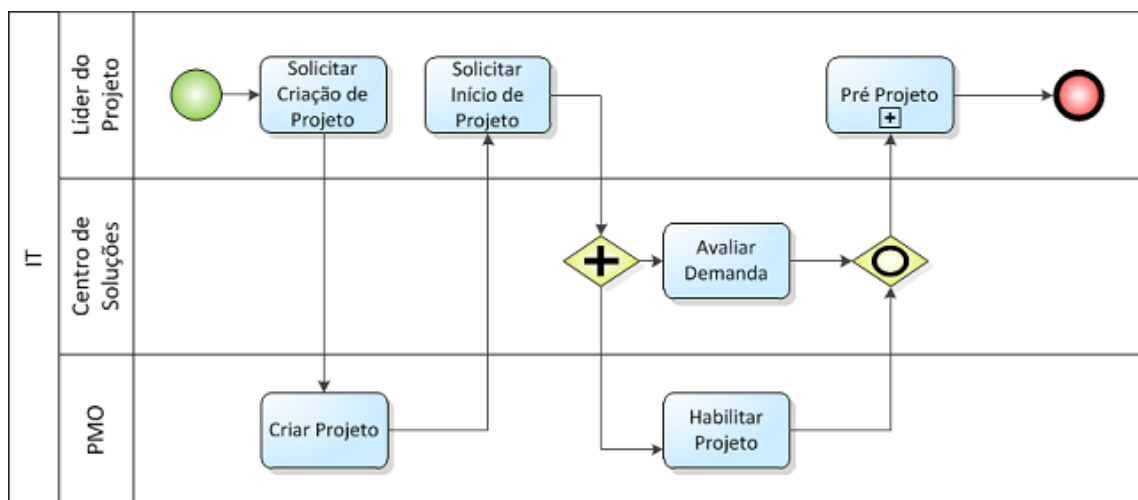 IT
Líder do
Projeto
Solicitar
Criação de
Projeto
Solicitar
Início de
Projeto
Pré Projeto
Centro de
Soluções
Avaliar
Demanda
PMO
Criar Projeto
Habilitar
Projeto